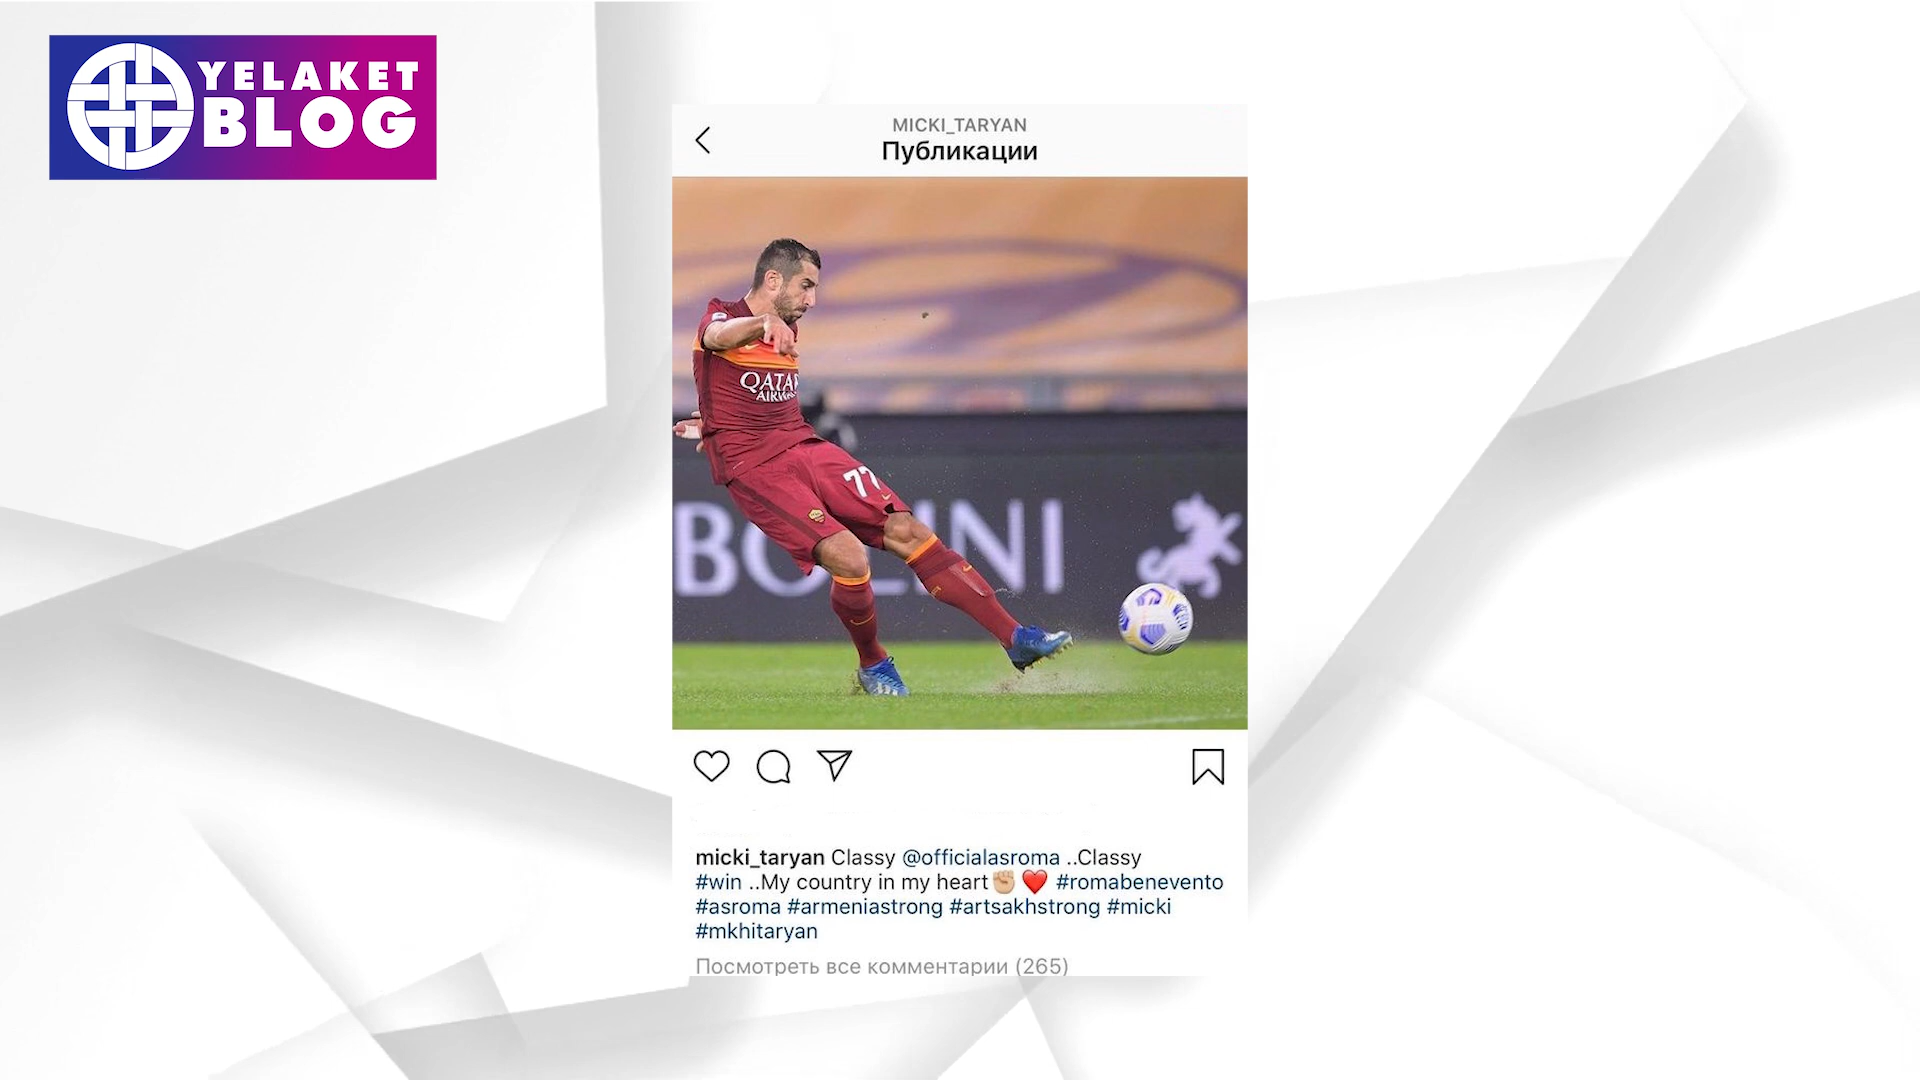 YELAKET
BLOG
MICKI_TARYAN
Публикации
QATAR
AIRWAYS
77
micki_taryan Classy @officialasroma ..Classy
#win ..My country in my heart✊🏼 ❤️ #romabenevento
#asroma #armeniastrong #artsakhstrong #micki
#mkhitaryan
Посмотреть все комментарии (265)